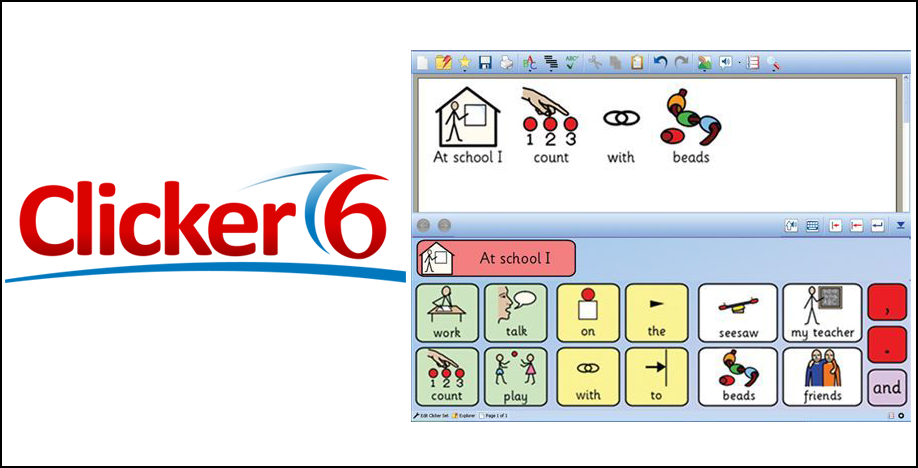 Clicker 6
ABC
1 2 3
At school I count with beads
At school I
work talk on the seesaw my teacher ,
1 2 3
count play with to beads friends .
and
Edit Clicker Set Explorer Page 1 of 1